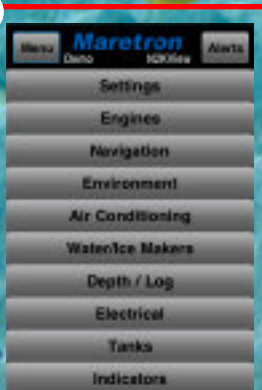 Menu Maretron Alerts
Demo N2KView
Settings
Engines
Navigation
Environment
Air Conditioning
Water/Ice Makers
Depth / Log
Electrical
Tanks
Indicators